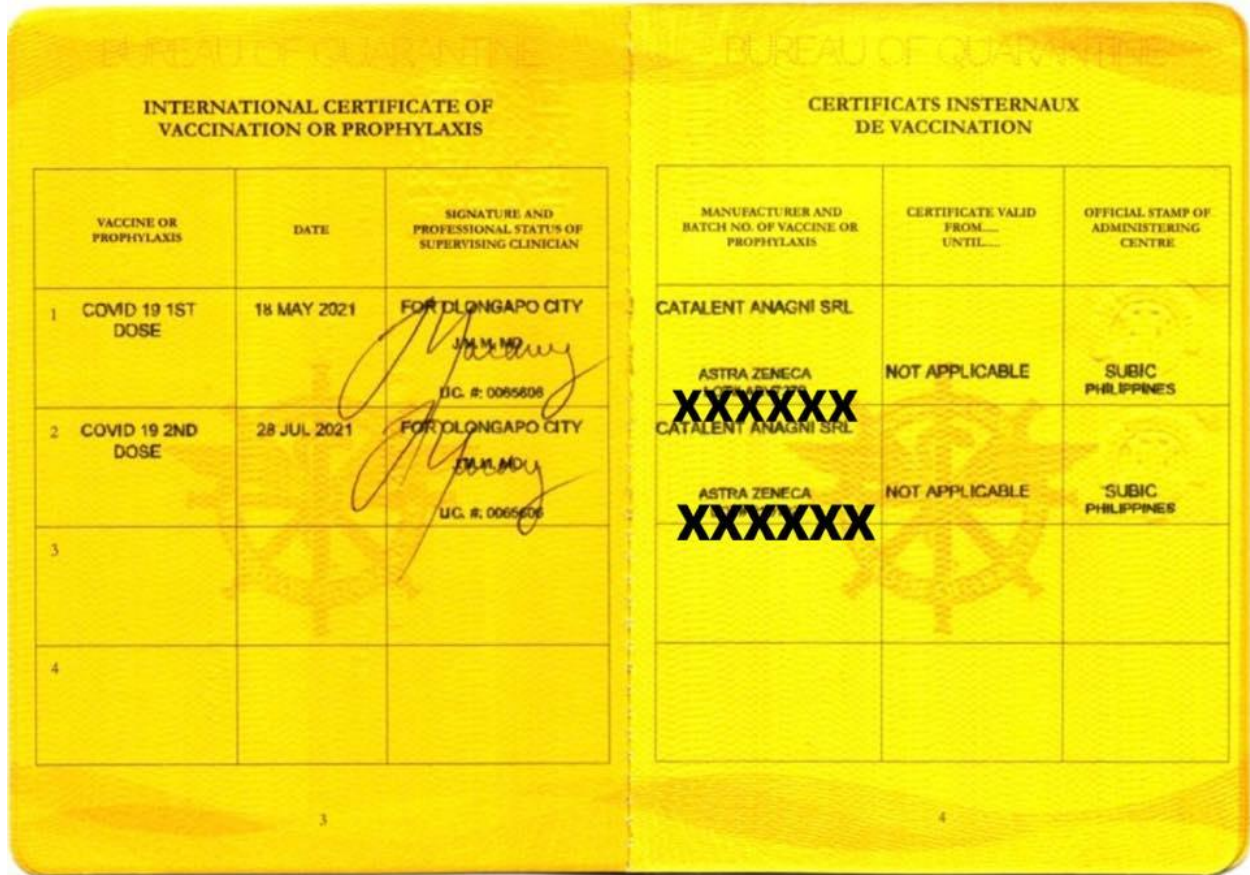 BUREAU OF QUARANTINE
INTERNATIONAL CERTIFICATE OF
VACCINATION OR PROPHYLAXIS
VACCINE OR
PROPHYLAXIS
DATE
SIGNATURE AND
PROFESSIONAL STATUS OF
SUPERVISING CLINICIAN
1
COVID 19 1ST
DOSE
18 MAY 2021
FOR OLONGAPO CITY
J.M.M, MD
LIC. #: 0065606
2
COVID 19 2ND
DOSE
28 JUL 2021
FOR OLONGAPO CITY
J.M.M, MD
LIC. #: 0065606
3
4
3
BUREAU OF QUARANTINE
CERTIFICATS INSTERNAUX
DE VACCINATION
MANUFACTURER AND
BATCH NO. OF VACCINE OR
PROPHYLAXIS
CERTIFICATE VALID
FROM.....
UNTIL.....
OFFICIAL STAMP OF
ADMINISTERING
CENTRE
CATALENT ANAGNI SRL
ASTRA ZENECA
XXXXXX
NOT APPLICABLE
SUBIC
PHILIPPINES
CATALENT ANAGNI SRL
ASTRA ZENECA
XXXXXX
NOT APPLICABLE
SUBIC
PHILIPPINES
4